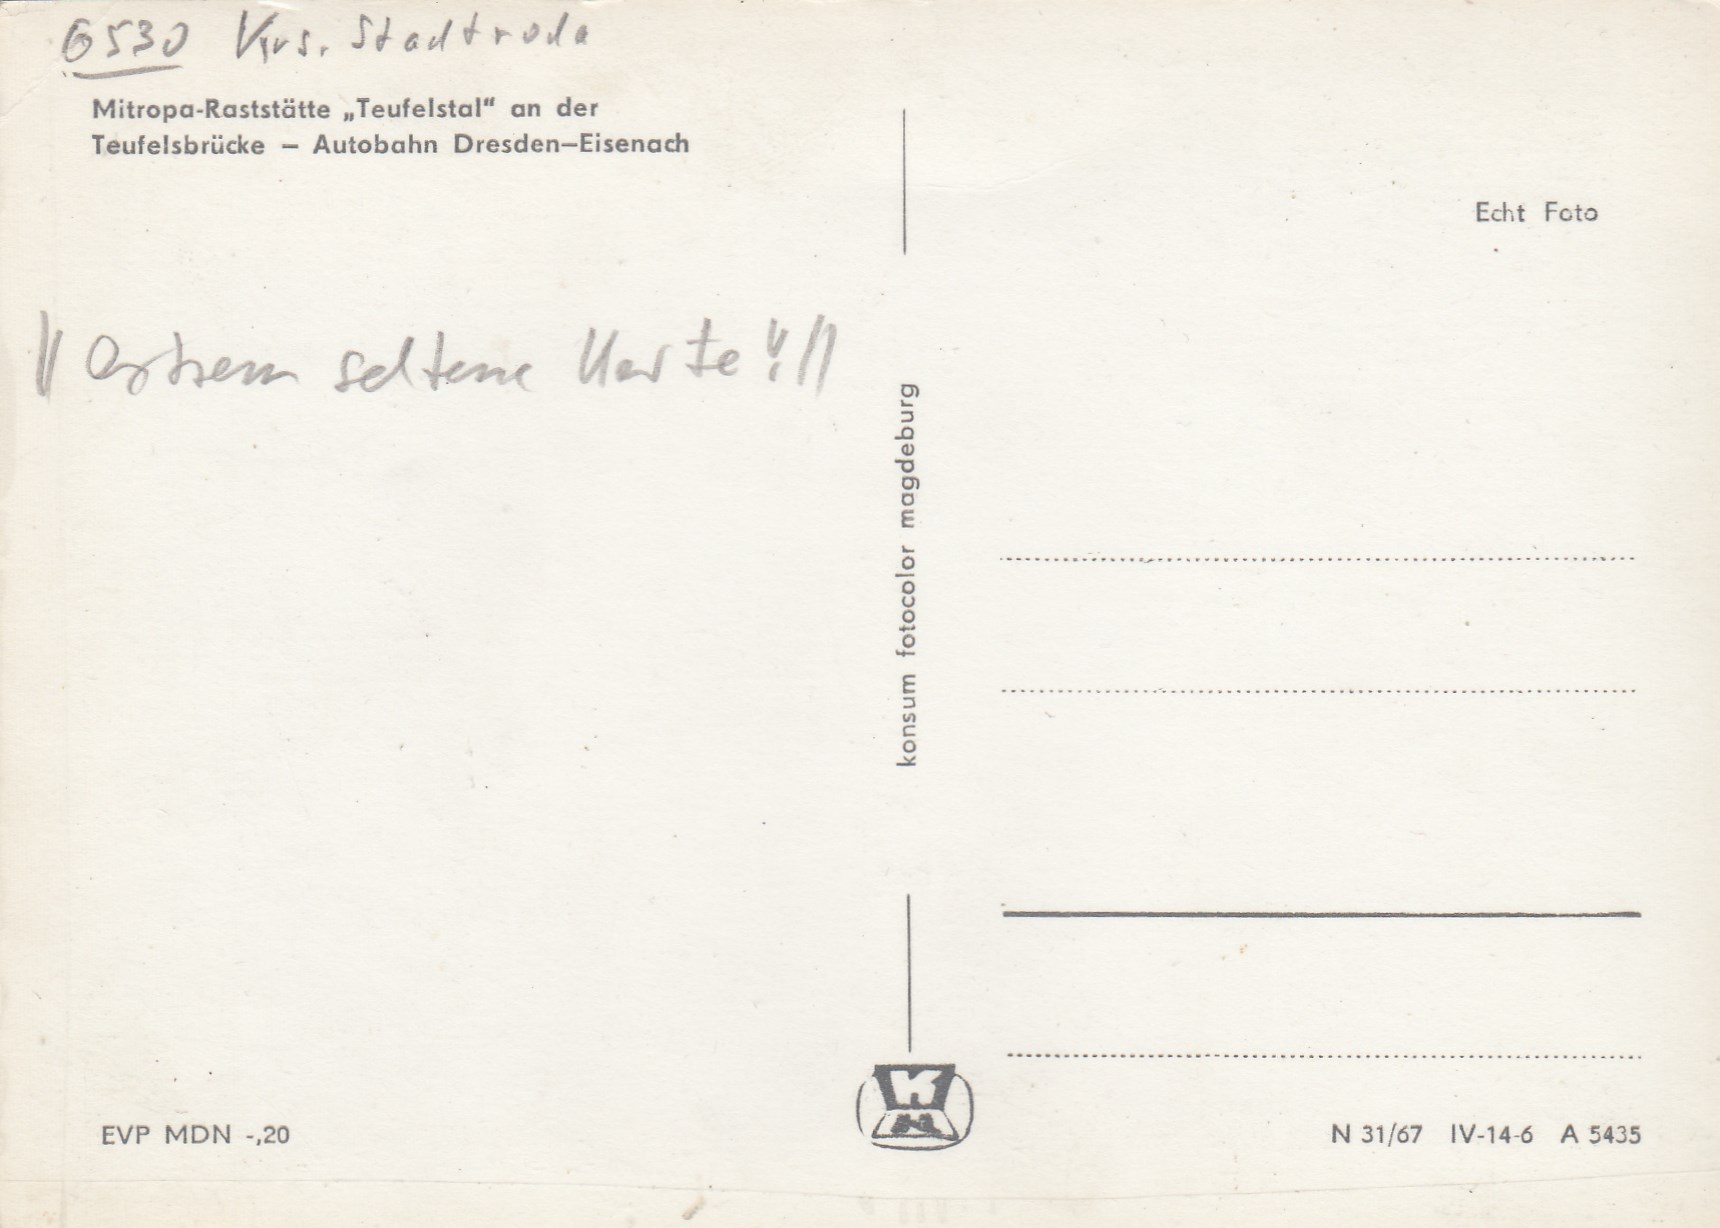 6530 Krs. Stadtroda
Mitropa-Raststätte „Teufelstal“ an der
Teufelsbrücke – Autobahn Dresden–Eisenach
Echt Foto
|| extrem seltene Karte!! ||
konsum fotocolor magdeburg
K
EVP MDN -,20
N 31/67 IV-14-6 A 5435